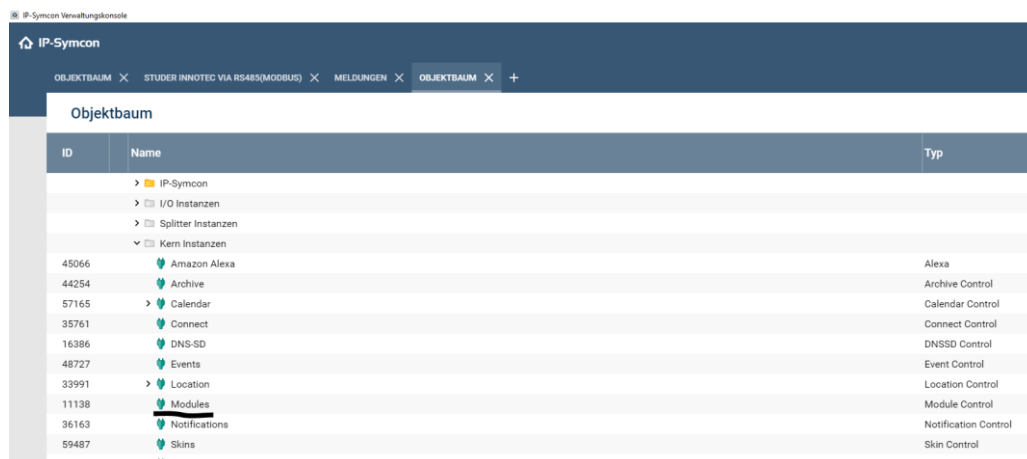 IP-Symcon Verwaltungskonsole
IP-Symcon
OBJEKTBAUM STUDER INNOTEC VIA RS485(MODBUS) MELDUNGEN OBJEKTBAUM +
Objektbaum
ID Name Typ
IP-Symcon
I/O Instanzen
Splitter Instanzen
Kern Instanzen
45066 Amazon Alexa Alexa
44254 Archive Archive Control
57165 Calendar Calendar Control
35761 Connect Connect Control
16386 DNS-SD DNSSD Control
48727 Events Event Control
33991 Location Location Control
11138 Modules Module Control
36163 Notifications Notification Control
59487 Skins Skin Control